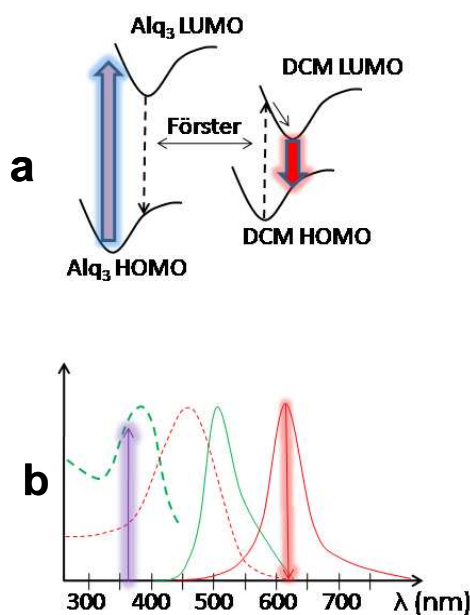 Alq₃ LUMO
DCM LUMO
Förster
a
DCM HOMO
Alq₃ HOMO
b
300 400 500 600 700 λ (nm)